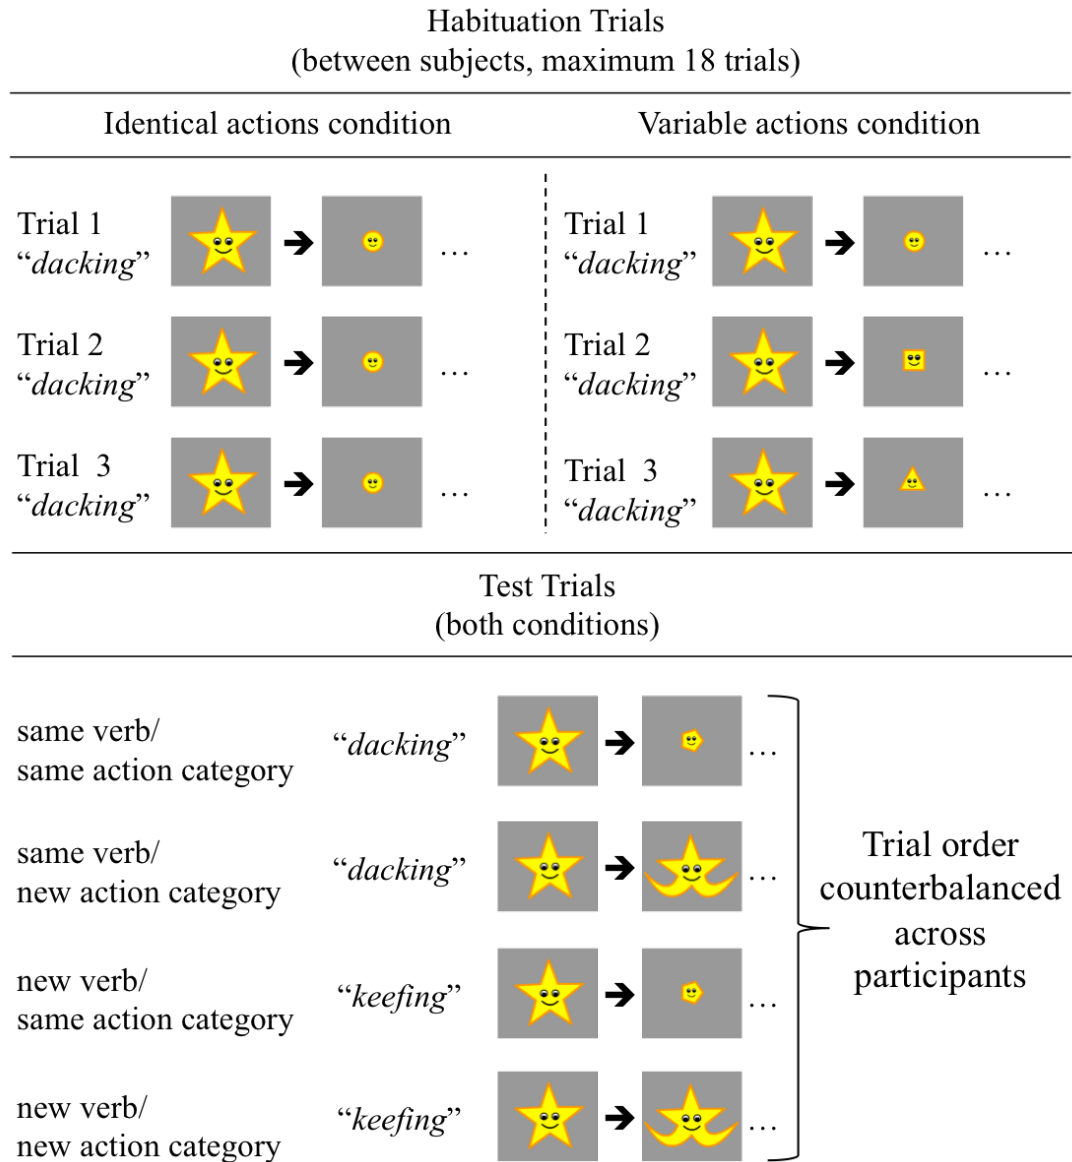 Habituation Trials
(between subjects, maximum 18 trials)
Identical actions condition
Variable actions condition
Trial 1
“dacking”
…
Trial 1
“dacking”
…
Trial 2
“dacking”
…
Trial 2
“dacking”
…
Trial 3
“dacking”
…
Trial 3
“dacking”
…
Test Trials
(both conditions)
same verb/
same action category
“dacking”
…
same verb/
new action category
“dacking”
…
new verb/
same action category
“keefing”
…
new verb/
new action category
“keefing”
…
Trial order
counterbalanced
across
participants